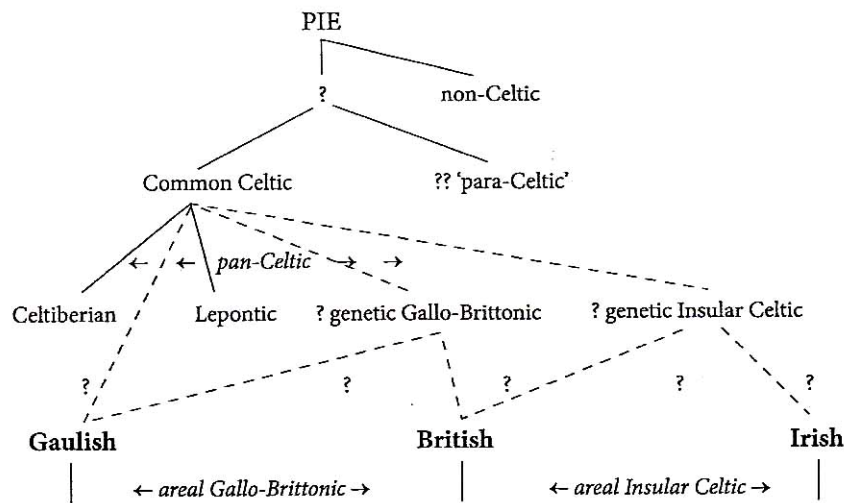 PIE
? non-Celtic
Common Celtic ?? 'para-Celtic'
← ← pan-Celtic → →
Celtiberian Lepontic ? genetic Gallo-Brittonic ? genetic Insular Celtic
? ? ? ? ?
Gaulish British Irish
← areal Gallo-Brittonic → ← areal Insular Celtic →